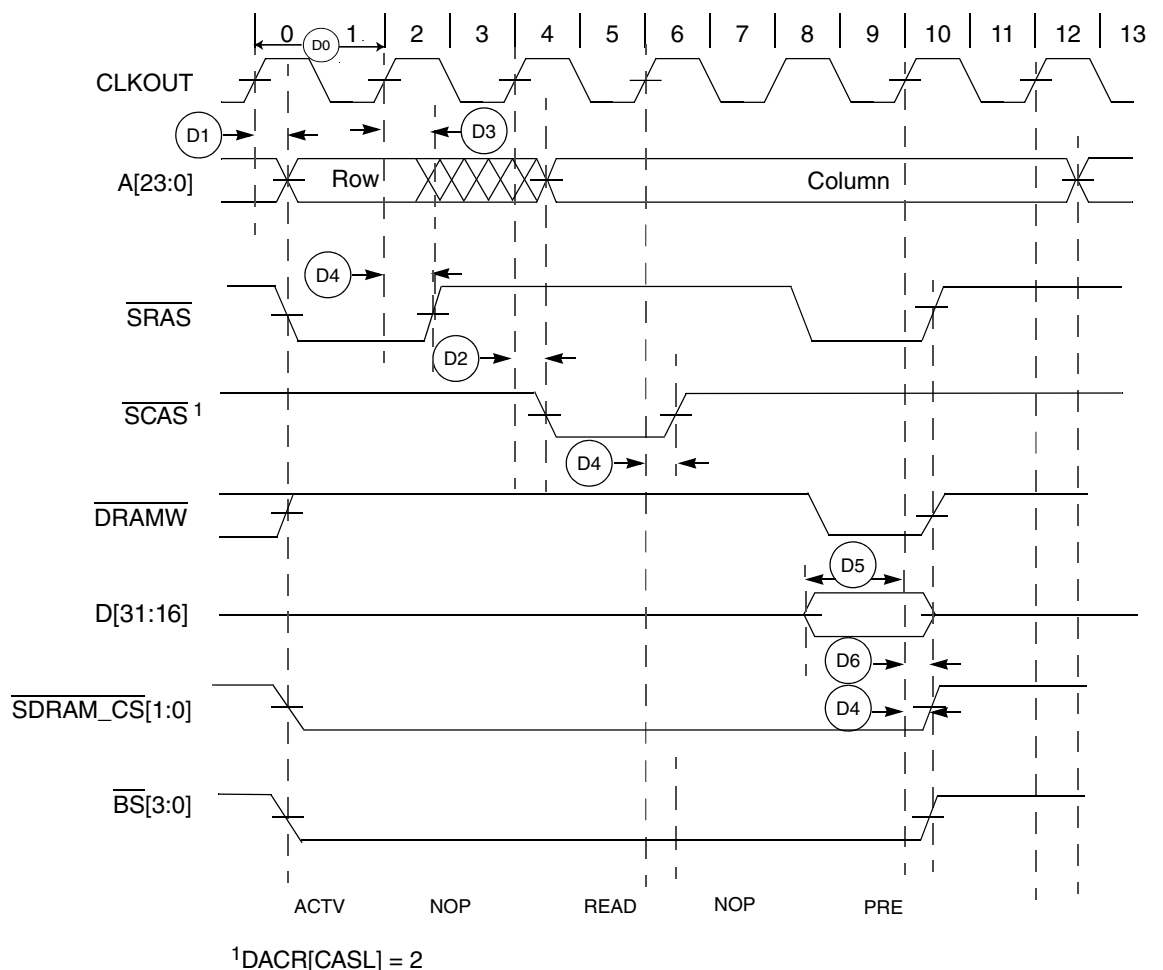 0 D0 1 2 3 4 5 6 7 8 9 10 11 12 13
CLKOUT
D1 D3
A[23:0] Row Column
D4
SRAS
D2
SCAS 1
D4
DRAMW
D5
D[31:16]
D6
SDRAM_CS[1:0] D4
BS[3:0]
ACTV NOP READ NOP PRE
1DACR[CASL] = 2